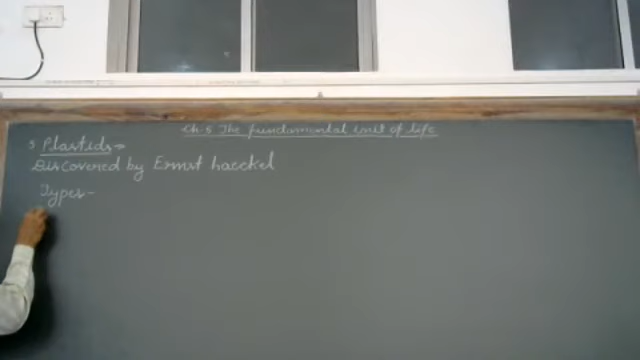 Ch-5 The fundamental unit of life
5 Plastids →
Discovered by Ernst haeckel
Types -